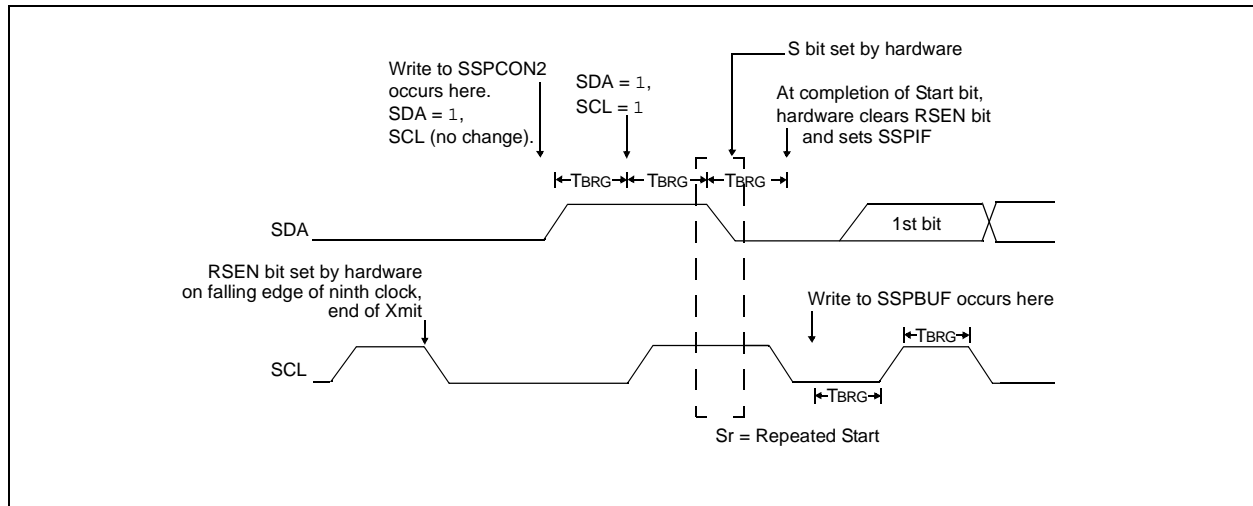 S bit set by hardware
Write to SSPCON2
occurs here.
SDA = 1,
SCL (no change).
SDA = 1,
SCL = 1
At completion of Start bit,
hardware clears RSEN bit
and sets SSPIF
TBRG
TBRG
TBRG
SDA
1st bit
RSEN bit set by hardware
on falling edge of ninth clock,
end of Xmit
Write to SSPBUF occurs here
TBRG
SCL
TBRG
Sr = Repeated Start